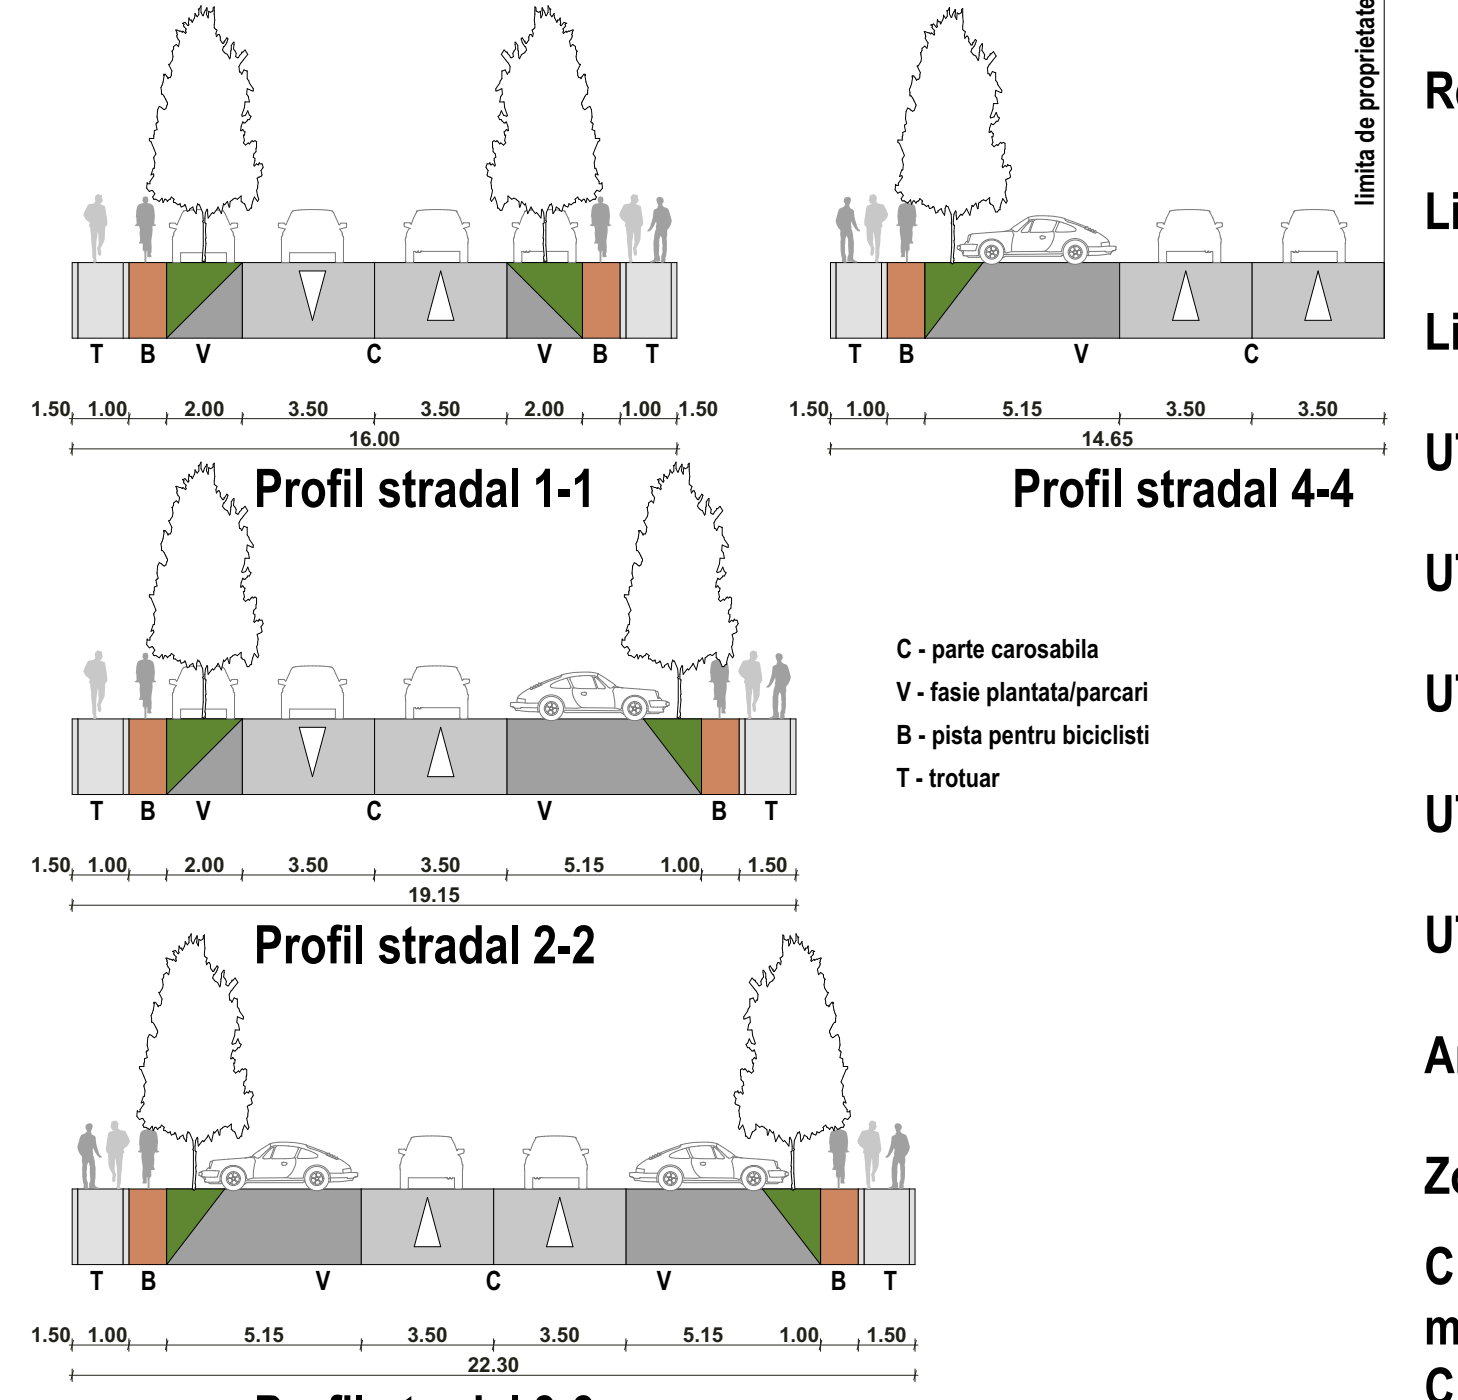 limita de proprietate
T B V C V B T
1.50 1.00 2.00 3.50 3.50 2.00 1.00 1.50
16.00
Profil stradal 1-1
T B V C
1.50 1.00 5.15 3.50 3.50
14.65
Profil stradal 4-4
T B V C V B T
1.50 1.00 2.00 3.50 3.50 5.15 1.00 1.50
19.15
Profil stradal 2-2
C - parte carosabila
V - fasie plantata/parcari
B - pista pentru biciclisti
T - trotuar
T B V C V B T
1.50 1.00 5.15 3.50 3.50 5.15 1.00 1.50
22.30
Li
Li
C
m
C